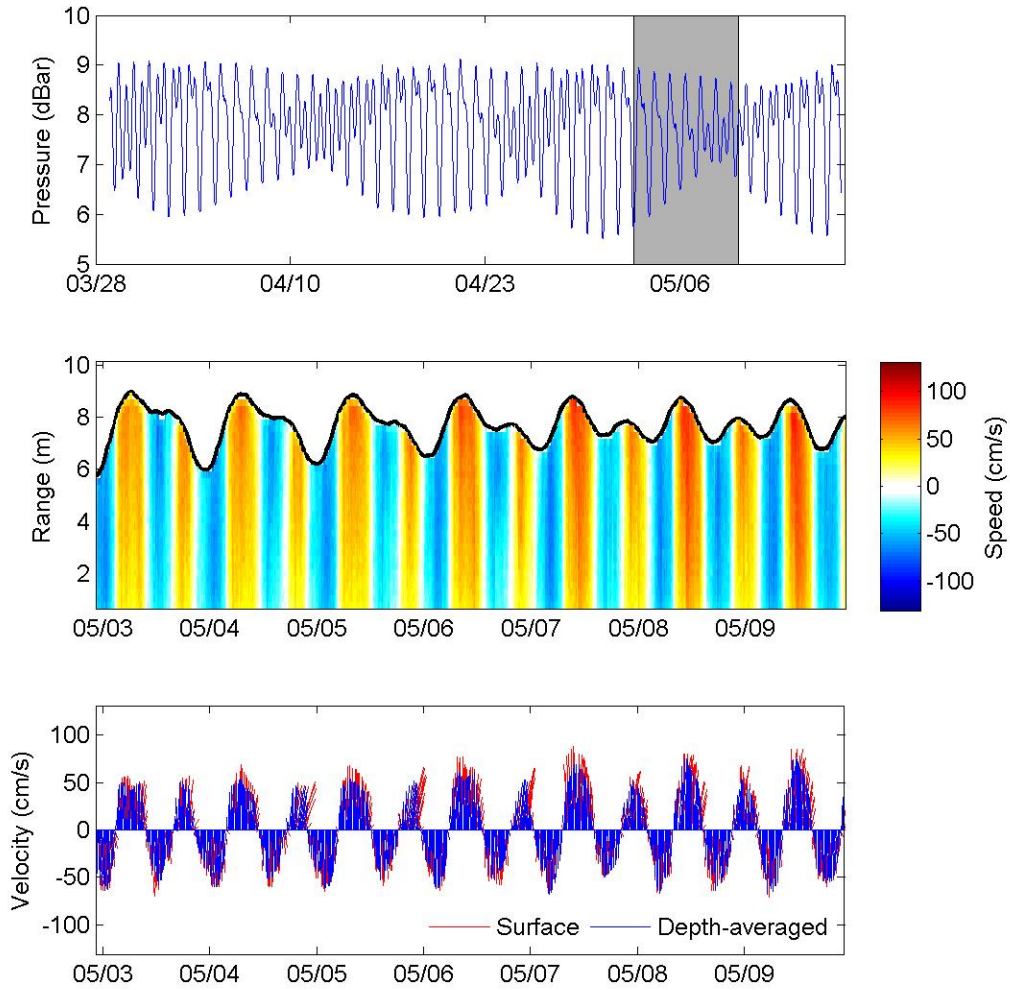 10
9
8
7
6
5
Pressure (dBar)
03/28 04/10 04/23 05/06
10
8
6
4
2
Range (m)
05/03 05/04 05/05 05/06 05/07 05/08 05/09
100
50
0
-50
-100
Speed (cm/s)
100
50
0
-50
-100
Velocity (cm/s)
Surface Depth-averaged
05/03 05/04 05/05 05/06 05/07 05/08 05/09